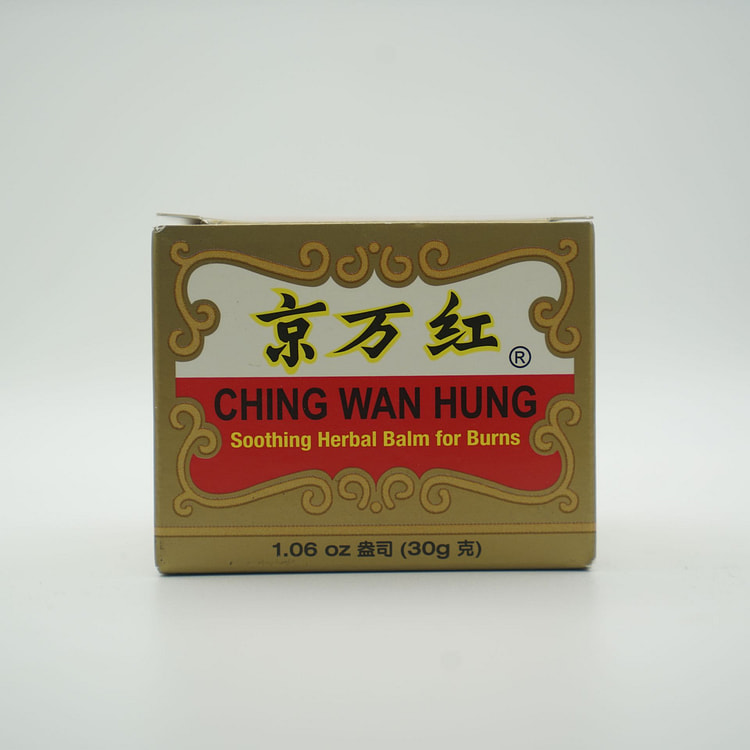 京万红®
CHING WAN HUNG
Soothing Herbal Balm for Burns
1.06 oz 盎司 (30g 克)